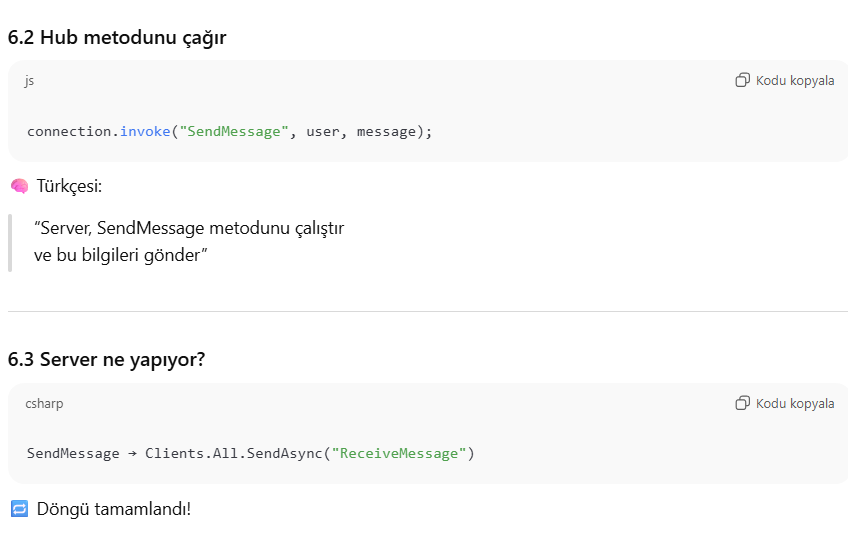 6.2 Hub metodunu çağır
js
Kodu kopyala
connection.invoke("SendMessage", user, message);
🧠 Türkçesi:
“Server, SendMessage metodunu çalıştır
ve bu bilgileri gönder”
6.3 Server ne yapıyor?
csharp
Kodu kopyala
SendMessage → Clients.All.SendAsync("ReceiveMessage")
🔁 Döngü tamamlandı!